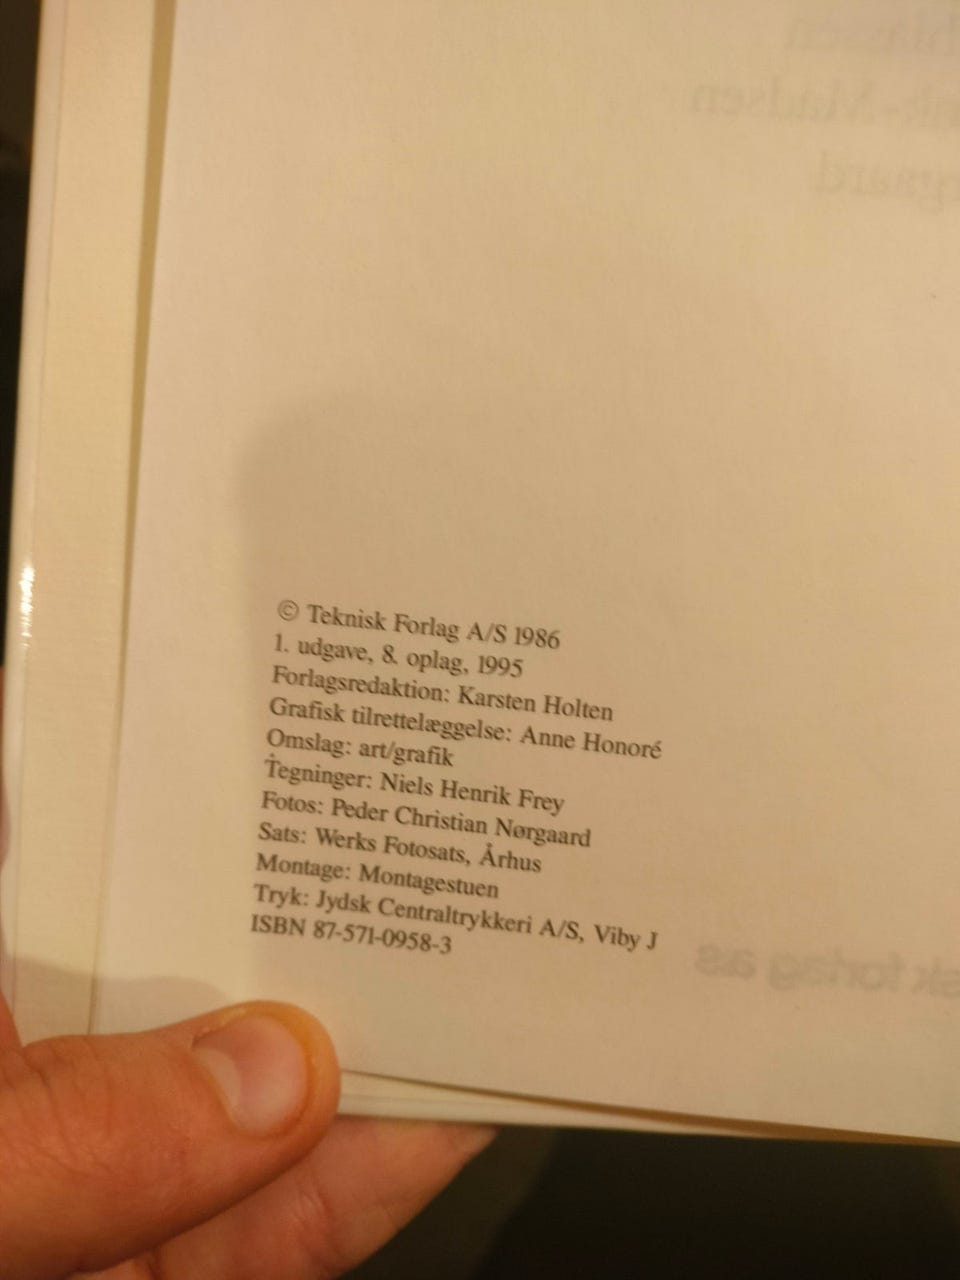 © Teknisk Forlag A/S 1986
1. udgave, 8. oplag, 1995
Forlagsredaktion: Karsten Holten
Grafisk tilrettelæggelse: Anne Honoré
Omslag: art/grafik
Tegninger: Niels Henrik Frey
Fotos: Peder Christian Nørgaard
Sats: Werks Fotosats, Århus
Montage: Montagestuen
Tryk: Jydsk Centraltrykkeri A/S, Viby J
ISBN 87-571-0958-3